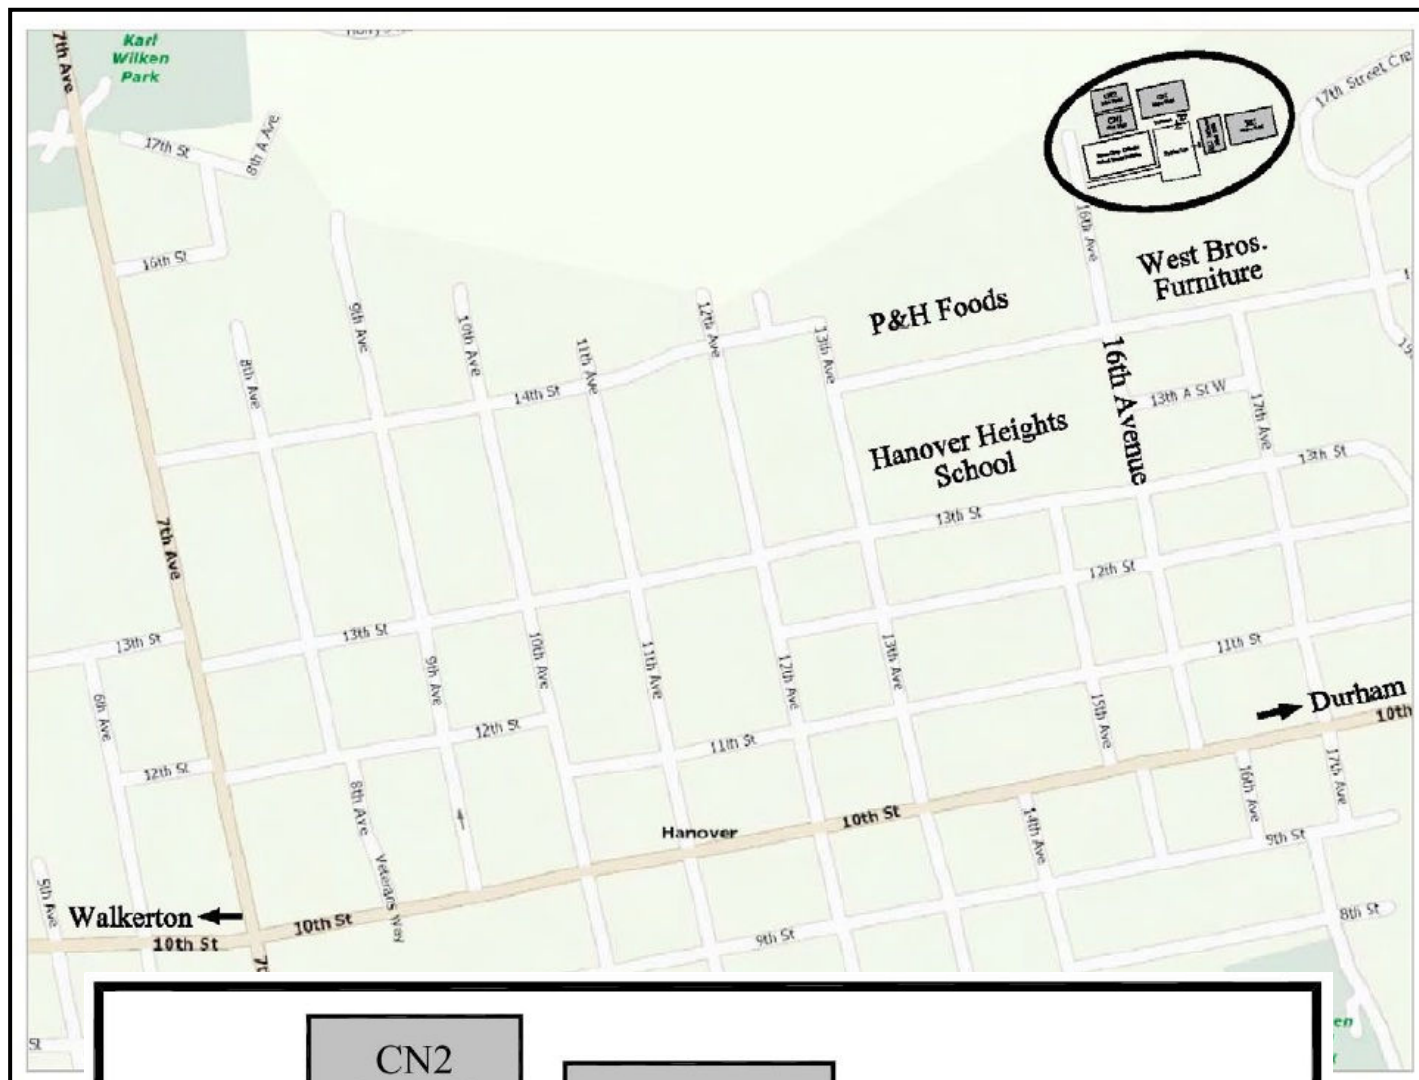 7th Ave
Karl
Wilken
Park
17th St
8th A Ave
16th St
17th Street Cre
16th Ave
West Bros.
Furniture
P&H Foods
9th Ave
10th Ave
12th Ave
13th Ave
11th Ave
8th Ave
14th St
16th Avenue
13th A St W
17th Ave
Hanover Heights
School
13th St
13th St
7th Ave
12th St
13th St
13th St
10th Ave
11th Ave
12th Ave
13th Ave
11th St
9th Ave
6th Ave
15th Ave
Durham
10th
12th St
11th St
12th St
8th Ave
16th Ave
17th Ave
Hanover
10th St
14th Ave
9th St
Veterans Way
5th Ave
Walkerton
10th St
10th St
9th St
8th St
St
CN2